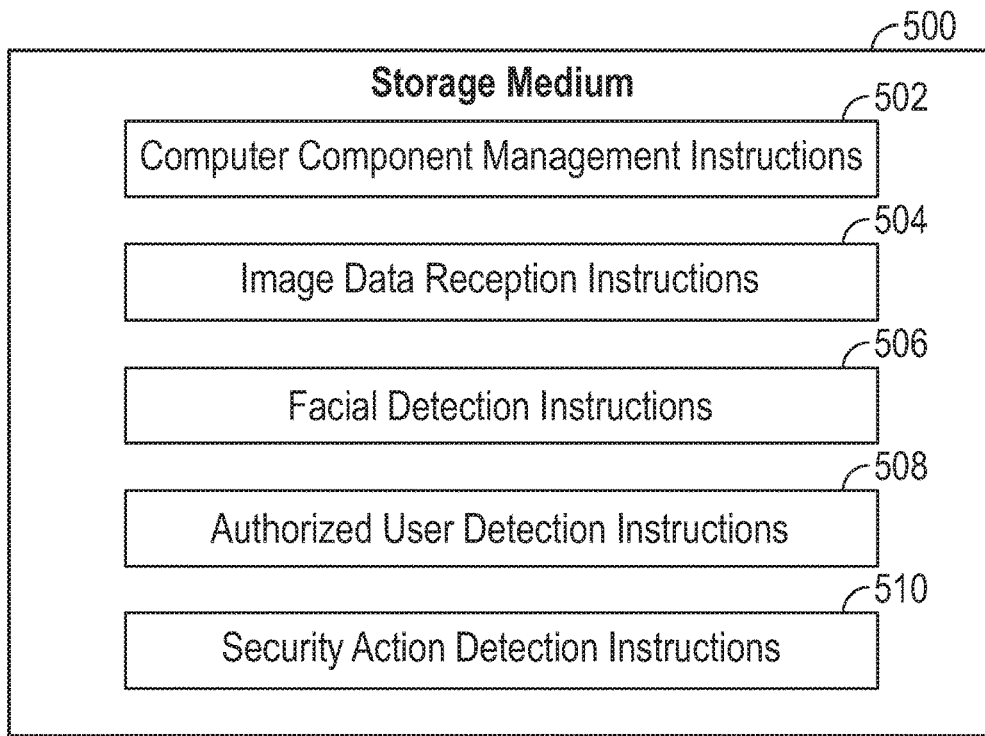 500
Storage Medium
502
Computer Component Management Instructions
504
Image Data Reception Instructions
506
Facial Detection Instructions
508
Authorized User Detection Instructions
510
Security Action Detection Instructions